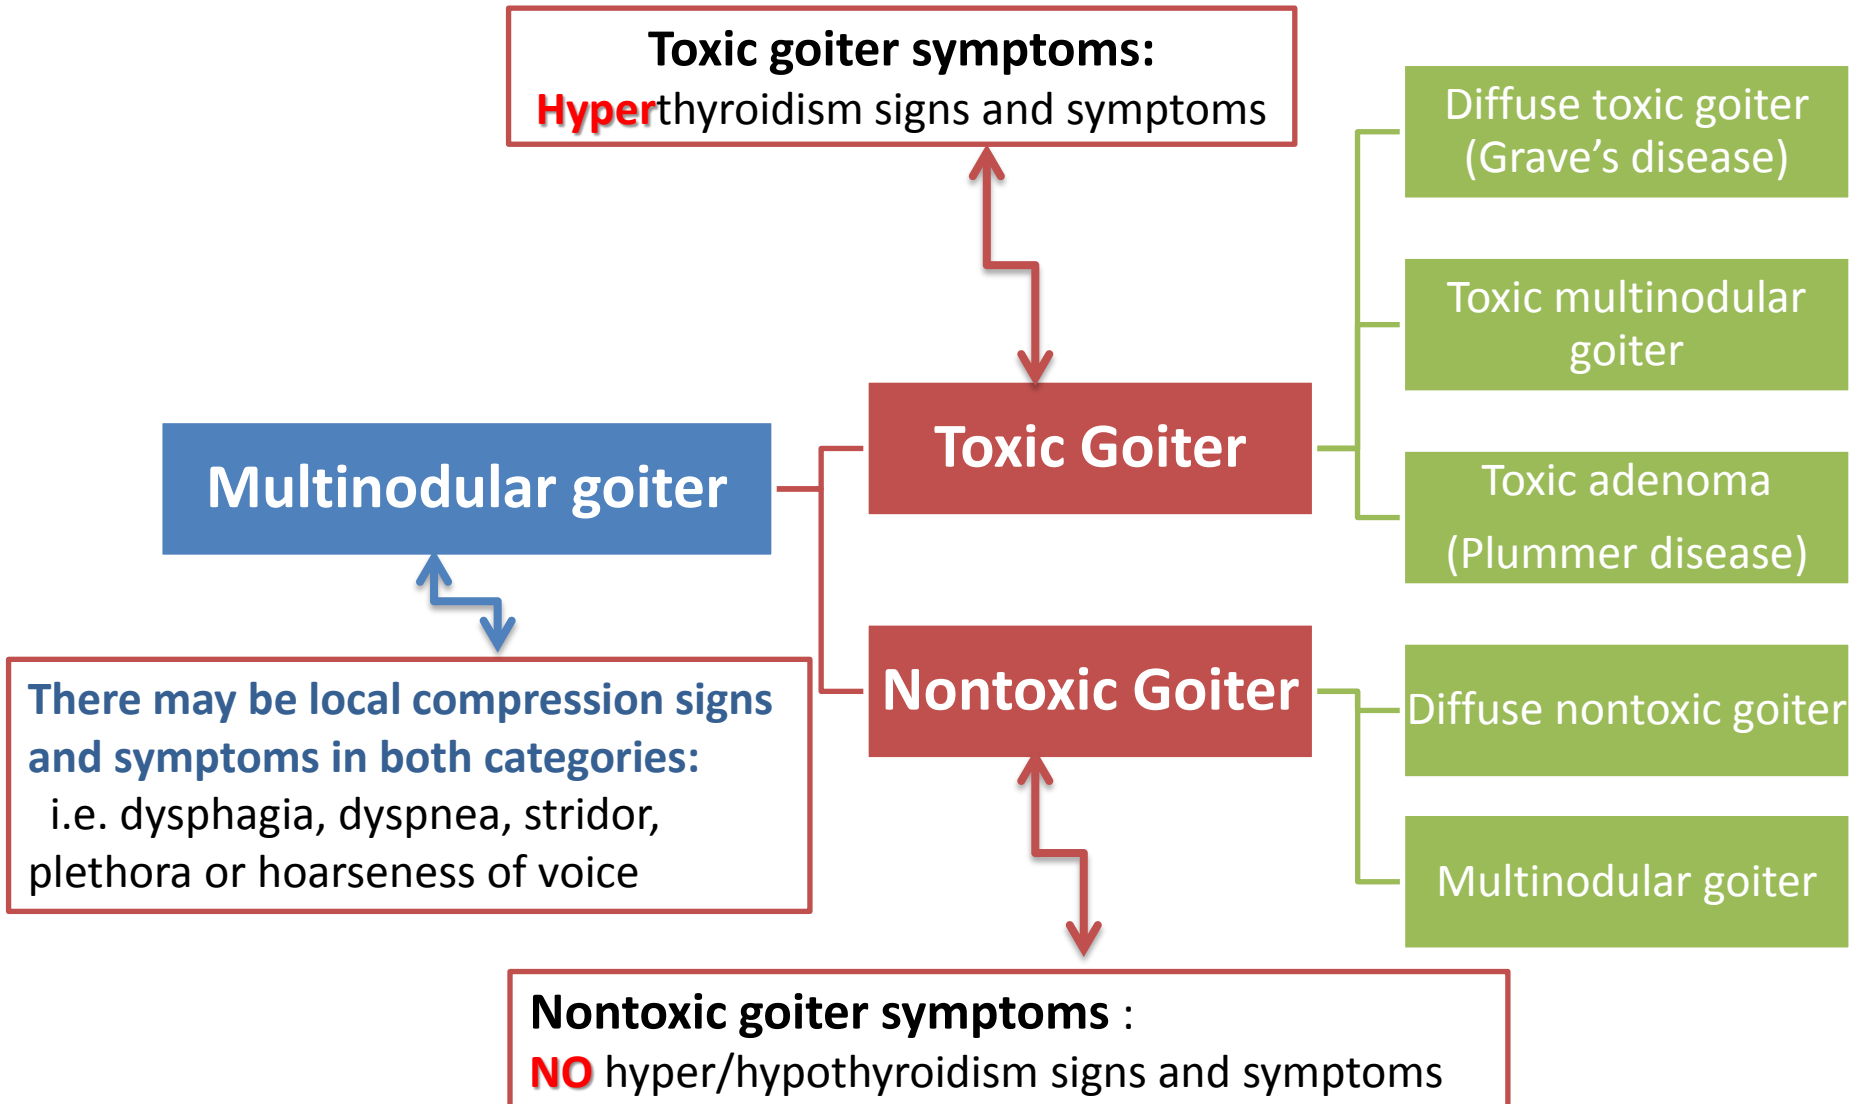 Toxic goiter symptoms:
Hyperthyroidism signs and symptoms
Diffuse toxic goiter
(Grave’s disease)
Toxic multinodular
goiter
Toxic Goiter
Multinodular goiter
Toxic adenoma
(Plummer disease)
Nontoxic Goiter
Diffuse nontoxic goiter
There may be local compression signs
and symptoms in both categories:
i.e. dysphagia, dyspnea, stridor,
plethora or hoarseness of voice
Multinodular goiter
Nontoxic goiter symptoms :
NO hyper/hypothyroidism signs and symptoms